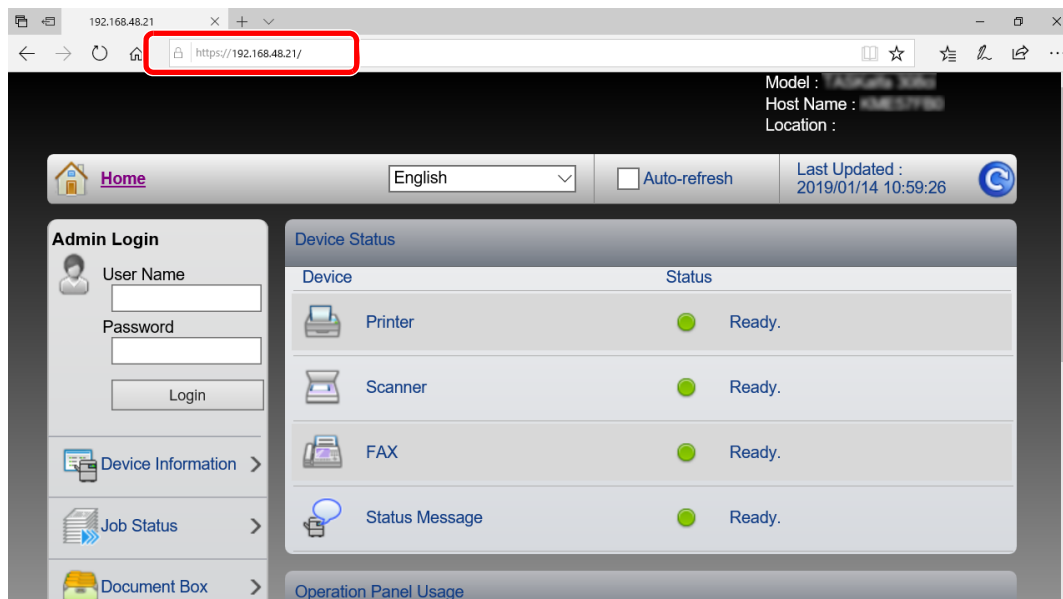 192.168.48.21
https://192.168.48.21/
Model :
Host Name :
Location :
Home
English
Auto-refresh
Last Updated :
2019/01/14 10:59:26
Admin Login
User Name
Password
Login
Device Information
Job Status
Document Box
Device Status
Device Status
Printer Ready.
Scanner Ready.
FAX Ready.
Status Message Ready.
Operation Panel Usage